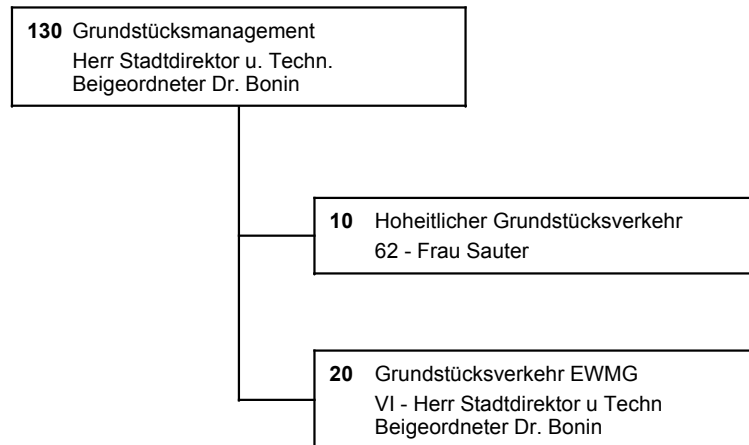 130 Grundstücksmanagement
Herr Stadtdirektor u. Techn.
Beigeordneter Dr. Bonin
10 Hoheitlicher Grundstücksverkehr
62 - Frau Sauter
20 Grundstücksverkehr EWMG
VI - Herr Stadtdirektor u Techn
Beigeordneter Dr. Bonin